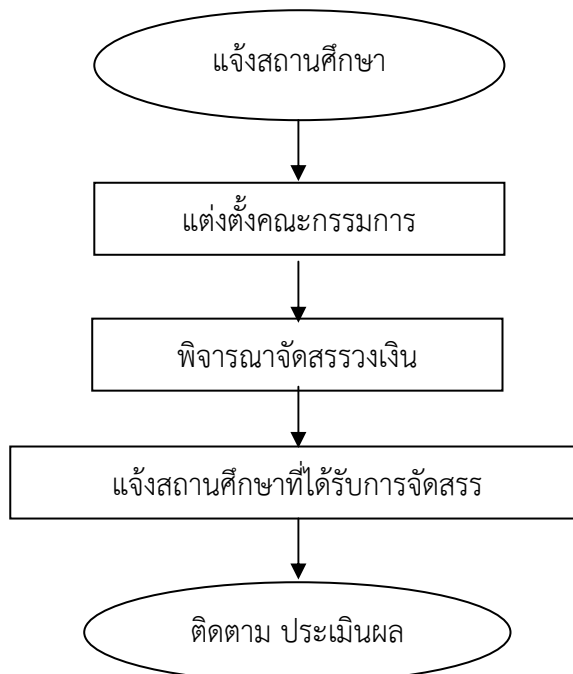 แจ้งสถานศึกษา
แต่งตั้งคณะกรรมการ
พิจารณาจัดสรรวงเงิน
แจ้งสถานศึกษาที่ได้รับการจัดสรร
ติดตาม ประเมินผล